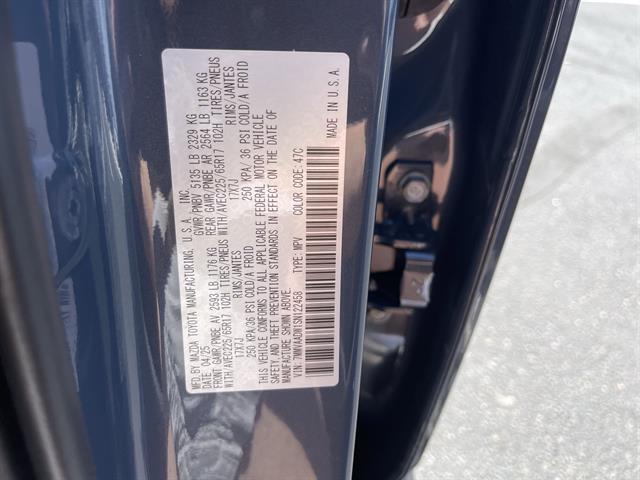 MFD.BY MAZDA TOYOTA MANUFACTURING, U.S.A. INC.
DATE: 04/25 GVWR/PNBV 5135 LB 2329 KG
FRONT GAWR/PNBE AV 2593 LB 1176 KG REAR GAWR/PNBE AR 2564 LB 1163 KG
WITH/AVEC225/65R17 102H TIRES/PNEUS WITH/AVEC225/65R17 102H TIRES/PNEUS
17X7J RIMS/JANTES 17X7J RIMS/JANTES
250 KPA/36 PSI COLD/A FROID 250 KPA/ 36 PSI COLD/A FROID
THIS VEHICLE CONFORMS TO ALL APPLICABLE FEDERAL MOTOR VEHICLE
SAFETY AND THEFT PREVENTION STANDARDS IN EFFECT ON THE DATE OF
MANUFACTURE SHOWN ABOVE.
TYPE: MPV COLOR CODE: 47C
MADE IN U.S.A.